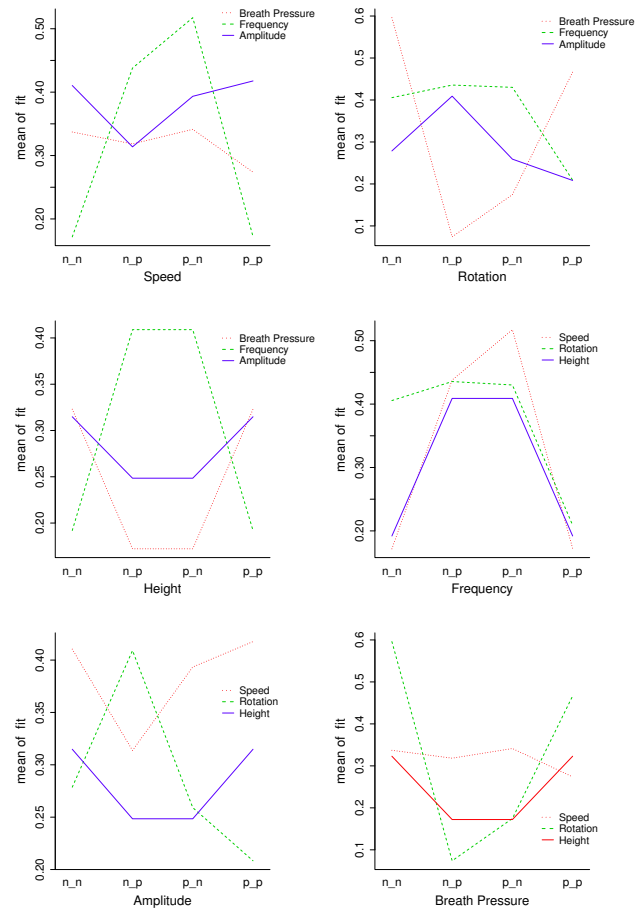 Breath Pressure
Frequency
Amplitude
mean of fit
0.50
0.40
0.30
0.20
n_n n_p p_n p_p
Speed
Breath Pressure
Frequency
Amplitude
mean of fit
0.6
0.5
0.4
0.3
0.2
0.1
n_n n_p p_n p_p
Rotation
Breath Pressure
Frequency
Amplitude
mean of fit
0.40
0.35
0.30
0.25
0.20
n_n n_p p_n p_p
Height
Speed
Rotation
Height
mean of fit
0.50
0.40
0.30
0.20
n_n n_p p_n p_p
Frequency
Speed
Rotation
Height
mean of fit
0.40
0.35
0.30
0.25
0.20
n_n n_p p_n p_p
Amplitude
Speed
Rotation
Height
mean of fit
0.6
0.5
0.4
0.3
0.2
0.1
n_n n_p p_n p_p
Breath Pressure